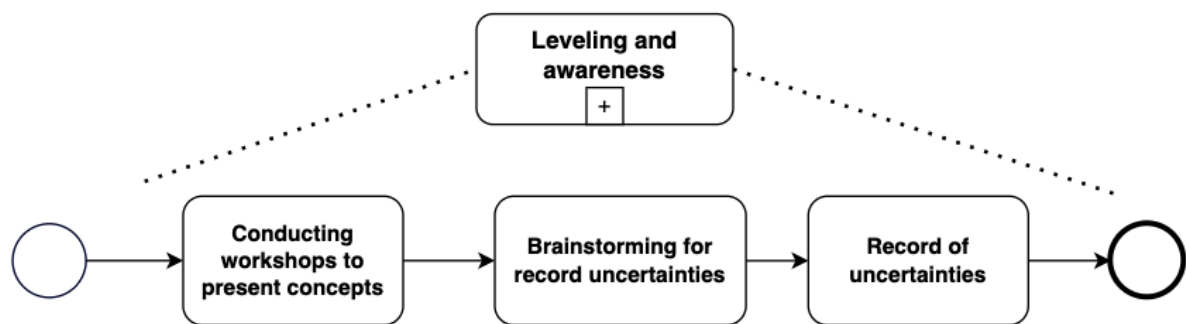 Leveling and
awareness
+
Conducting
workshops to
present concepts
Brainstorming for
record uncertainties
Record of
uncertainties